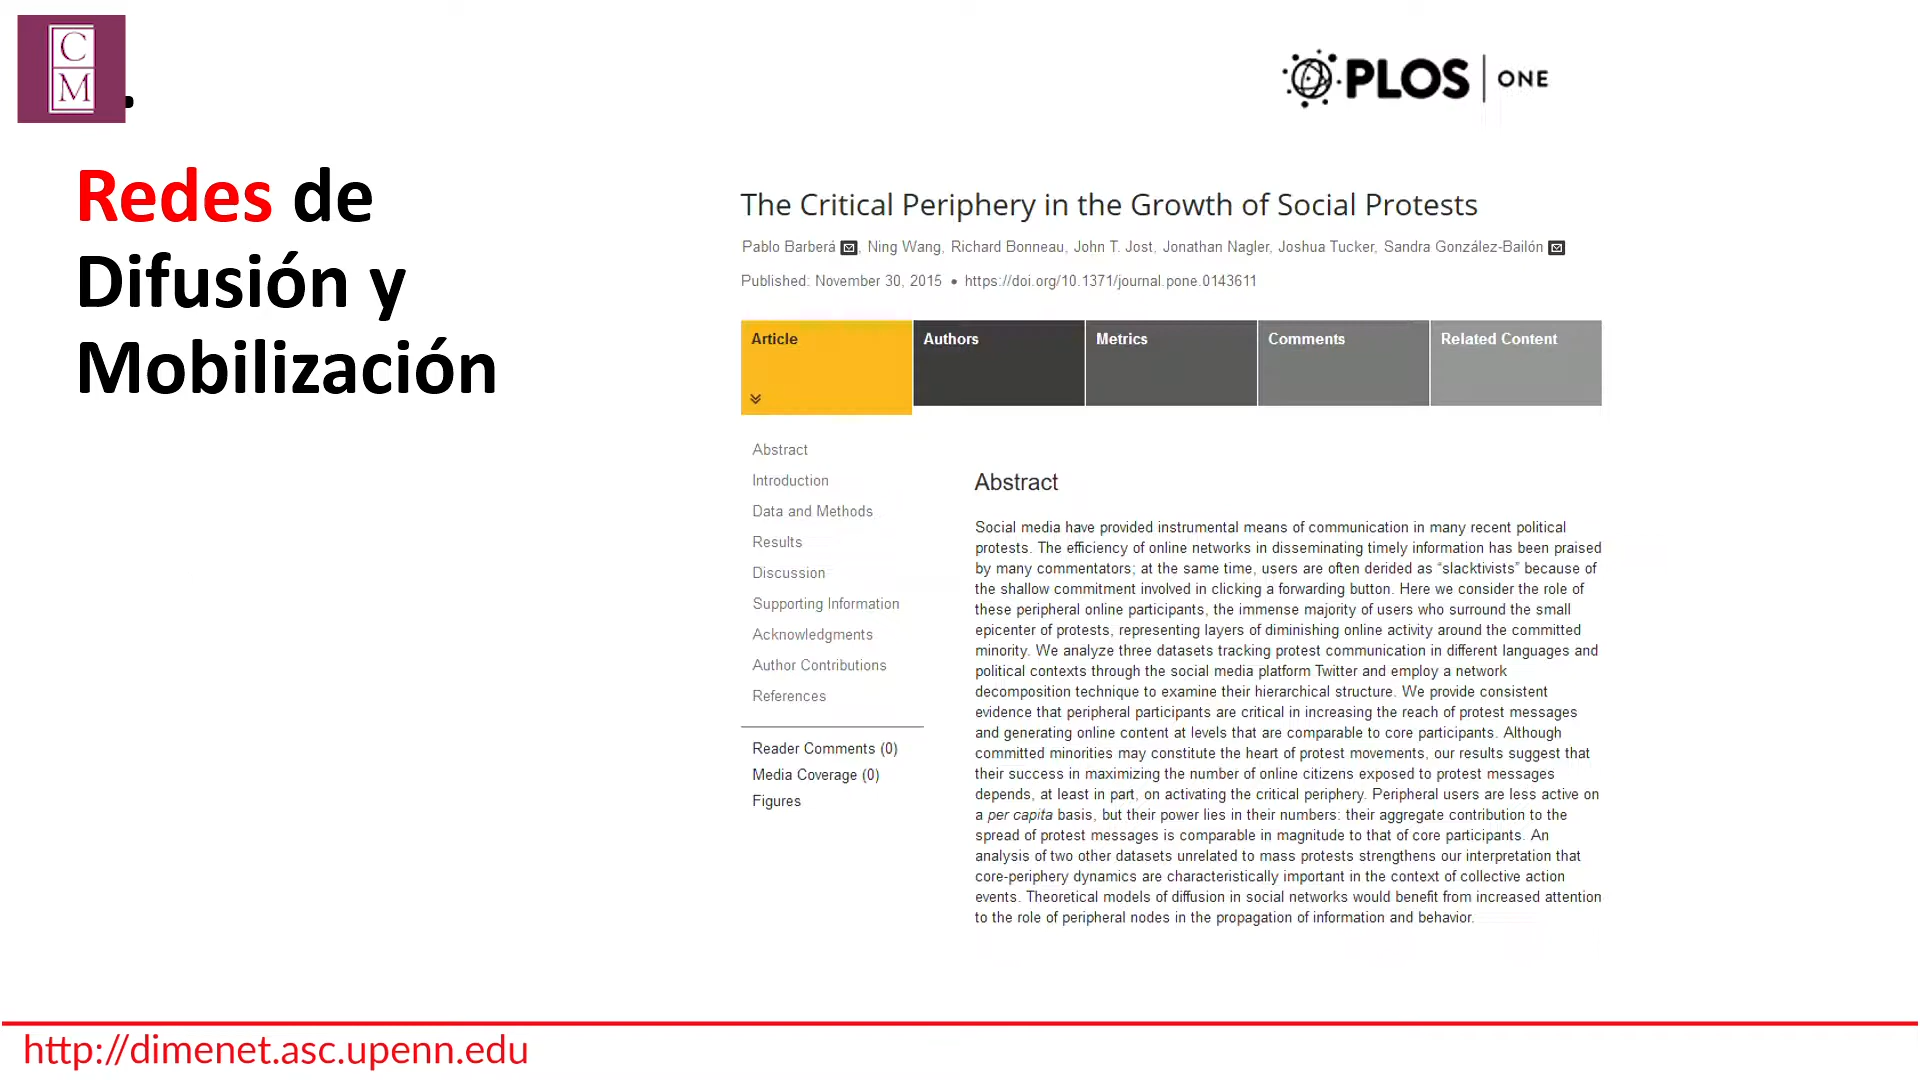 C
M
.
PLOS ONE
Redes de
Difusión y
Mobilización
The Critical Periphery in the Growth of Social Protests
Pablo Barberá, Ning Wang, Richard Bonneau, John T. Jost, Jonathan Nagler, Joshua Tucker, Sandra González-Bailón
Published: November 30, 2015 • https://doi.org/10.1371/journal.pone.0143611
Article Authors Metrics Comments Related Content
Abstract
Introduction
Data and Methods
Results
Discussion
Supporting Information
Acknowledgments
Author Contributions
References
Reader Comments (0)
Media Coverage (0)
Figures
Abstract
Social media have provided instrumental means of communication in many recent political
protests. The efficiency of online networks in disseminating timely information has been praised
by many commentators; at the same time, users are often derided as “slacktivists” because of
the shallow commitment involved in clicking a forwarding button. Here we consider the role of
these peripheral online participants, the immense majority of users who surround the small
epicenter of protests, representing layers of diminishing online activity around the committed
minority. We analyze three datasets tracking protest communication in different languages and
political contexts through the social media platform Twitter and employ a network
decomposition technique to examine their hierarchical structure. We provide consistent
evidence that peripheral participants are critical in increasing the reach of protest messages
and generating online content at levels that are comparable to core participants. Although
committed minorities may constitute the heart of protest movements, our results suggest that
their success in maximizing the number of online citizens exposed to protest messages
depends, at least in part, on activating the critical periphery. Peripheral users are less active on
a per capita basis, but their power lies in their numbers: their aggregate contribution to the
spread of protest messages is comparable in magnitude to that of core participants. An
analysis of two other datasets unrelated to mass protests strengthens our interpretation that
core-periphery dynamics are characteristically important in the context of collective action
events. Theoretical models of diffusion in social networks would benefit from increased attention
to the role of peripheral nodes in the propagation of information and behavior.
http://dimenet.asc.upenn.edu